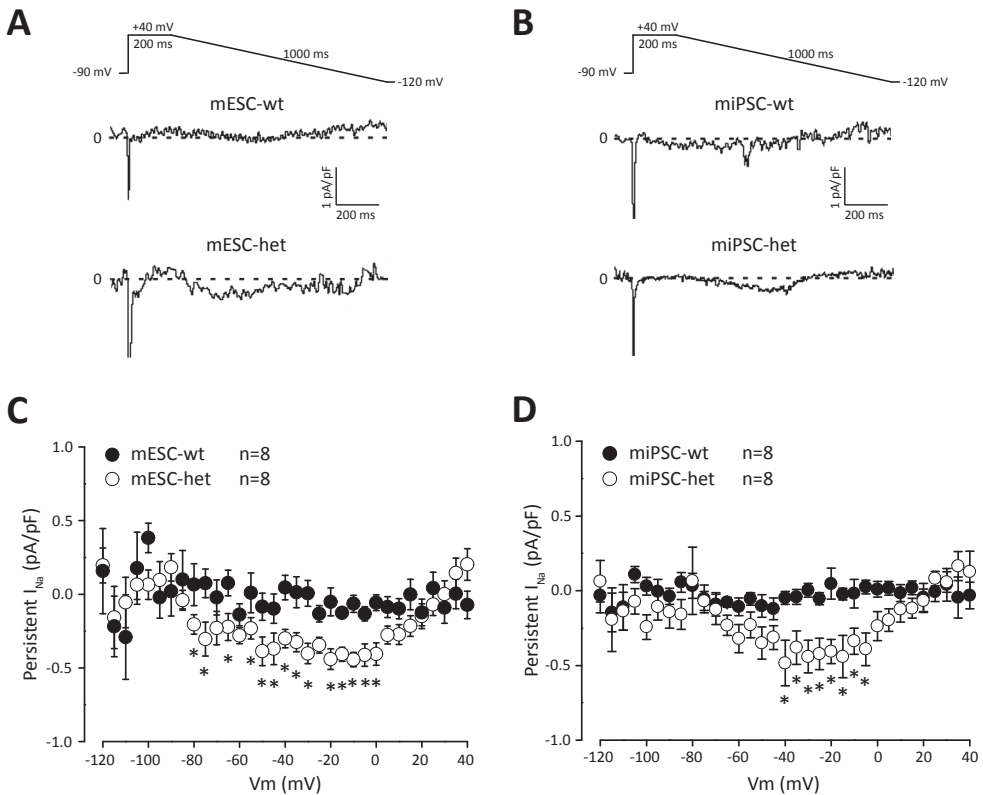 A
+40 mV
200 ms
1000 ms
-90 mV
-120 mV
mESC-wt
0
1 pA/pF
200 ms
mESC-het
0
B
+40 mV
200 ms
1000 ms
-90 mV
-120 mV
miPSC-wt
0
1 pA/pF
200 ms
miPSC-het
0
C
mESC-wt n=8
mESC-het n=8
Persistent INa (pA/pF)
1.0
0.5
0.0
-0.5
-1.0
* * * * * * * * * * * * * *
-120 -100 -80 -60 -40 -20 0 20 40
Vm (mV)
D
miPSC-wt n=8
miPSC-het n=8
Persistent INa (pA/pF)
1.0
0.5
0.0
-0.5
-1.0
* * * * * * * *
-120 -100 -80 -60 -40 -20 0 20 40
Vm (mV)